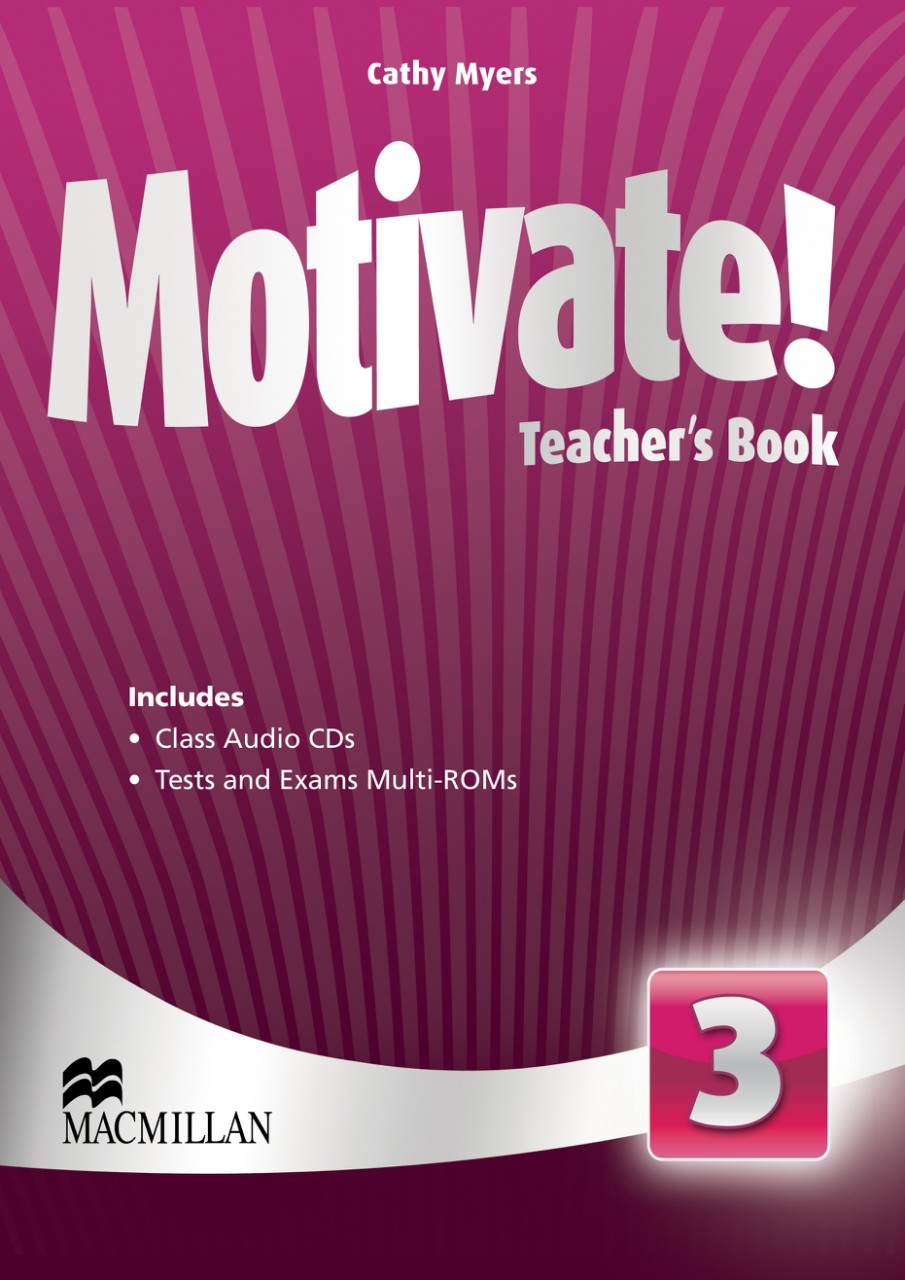 Cathy Myers
Motivate!
Teacher's Book
Includes
• Class Audio CDs
• Tests and Exams Multi-ROMs
3
MACMILLAN